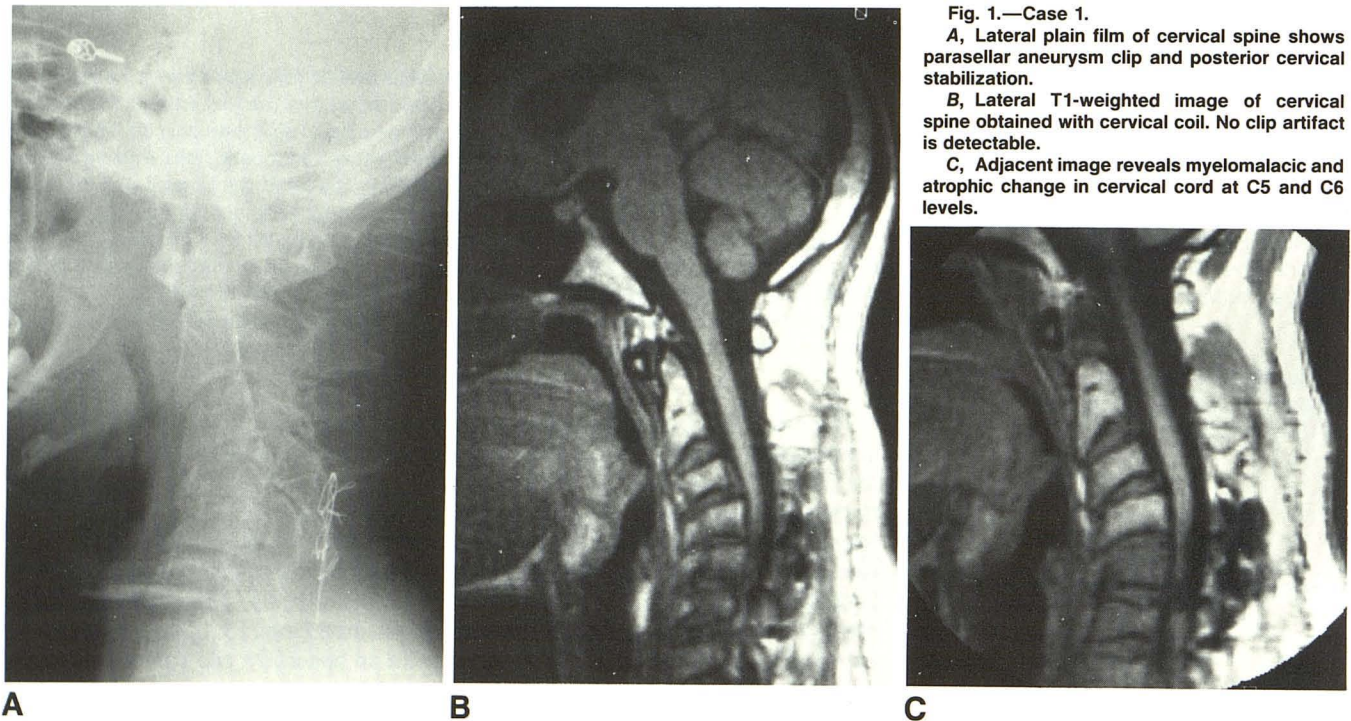 Fig. 1.—Case 1.
A, Lateral plain film of cervical spine shows
parasellar aneurysm clip and posterior cervical
stabilization.
B, Lateral T1-weighted image of cervical
spine obtained with cervical coil. No clip artifact
is detectable.
C, Adjacent image reveals myelomalacic and
atrophic change in cervical cord at C5 and C6
levels.
A
B
C